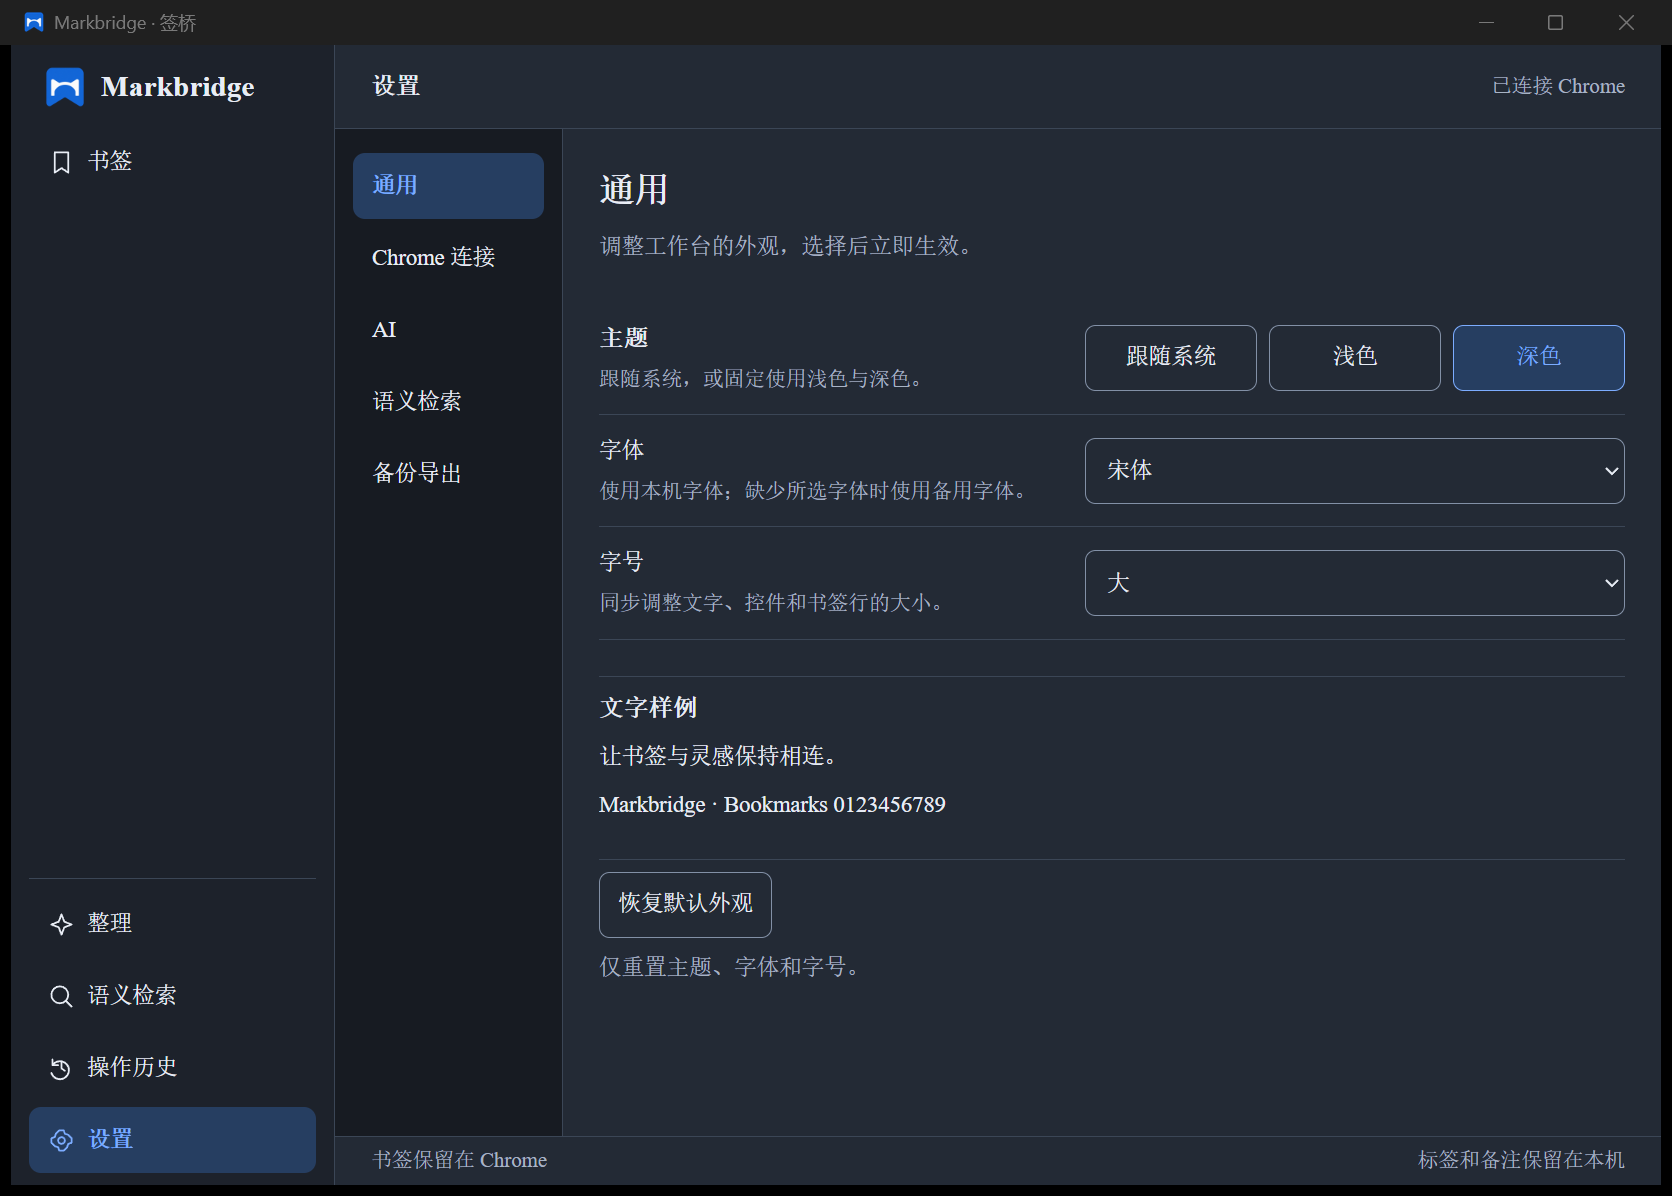 Markbridge · 签桥
Markbridge
书签
整理
语义检索
操作历史
设置
设置
已连接 Chrome
通用
Chrome 连接
AI
语义检索
备份导出
通用
调整工作台的外观，选择后立即生效。
主题
跟随系统，或固定使用浅色与深色。
跟随系统
浅色
深色
字体
使用本机字体；缺少所选字体时使用备用字体。
宋体
字号
同步调整文字、控件和书签行的大小。
大
文字样例
让书签与灵感保持相连。
Markbridge · Bookmarks 0123456789
恢复默认外观
仅重置主题、字体和字号。
书签保留在 Chrome
标签和备注保留在本机